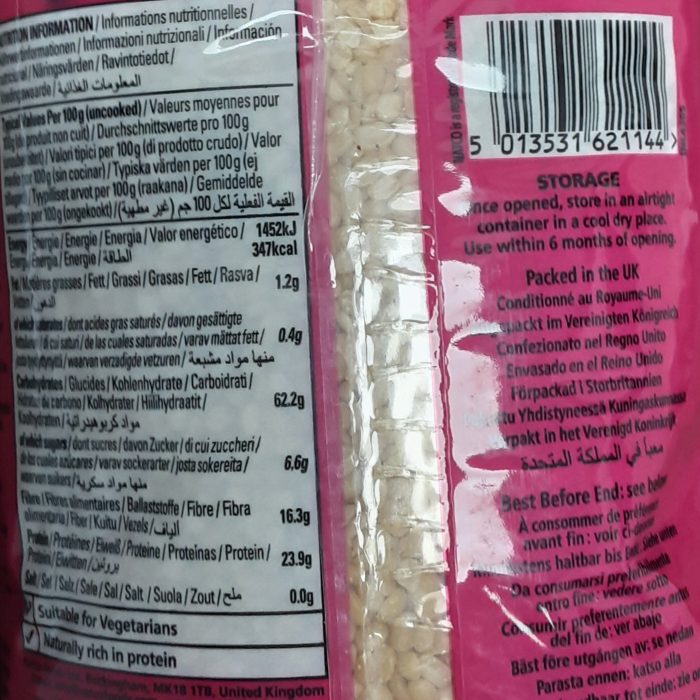 INFORMATION / Informations nutritionnelles /
informationen / Informazioni nutrizionali / Información
Näringsvärden / Ravintotiedot /
المعلومات الغذائية
Values Per 100g (uncooked) / Valeurs moyennes pour
produit non cuit) / Durchschnittswerte pro 100g
/ Valori tipici per 100g (di prodotto crudo) / Valor
100g (sin cocinar) / Typiska värden per 100g (ej
/ Tyypilliset arvot per 100g (raakana) / Gemiddelde
per 100g (ongekookt) / القيمة الفعلية لكل 100 جم (غير مطهية)
Energy / Énergie / Energie / Energia / Valor energético / 1452kJ
Energi / Energia / Energie / الطاقة 347kcal
grasses / Fett / Grassi / Grasas / Fett / Rasva / 1.2g
الدهون
of which / dont acides gras saturés / davon gesättigte
/ di cui saturi / de las cuales saturadas / varav mättat fett / 0.4g
/ waarvan verzadigde vetzuren / منها مواد مشبعة
Carbohydrates / Glucides / Kohlenhydrate / Carboidrati /
de carbono / Kolhydrater / Hiilihydraatit / 62.2g
Koolhydraten / مواد كربوهيدراتية
of which sugars / dont sucres / davon Zucker / di cui zuccheri /
de las cuales azúcares / varav sockerarter / josta sokereita / 6.6g
waarvan suikers / منها مواد سكرية
Fibre / Fibres alimentaires / Ballaststoffe / Fibre / Fibra
alimentaria / Fiber / Kuitu / Vezels / ألياف 16.3g
Protein / Protéines / Eiweiß / Proteine / Proteínas / Protein /
Proteiini / Eiwitten / بروتين 23.9g
Salt / Sel / Salz / Sale / Sal / Salt / Suola / Zout / ملح 0.0g
Suitable for Vegetarians
Naturally rich in protein
Buckingham, MK18 1TB, United Kingdom
5 013531 621144 >
STORAGE
Once opened, store in an airtight
container in a cool dry place.
Use within 6 months of opening.
Packed in the UK
Conditionné au Royaume-Uni
Verpackt im Vereinigten Königreich
Confezionato nel Regno Unito
Envasado en el Reino Unido
Förpackad i Storbritannien
Yhdistyneessä Kuningaskunnassa
Verpakt in het Verenigd Koninkrijk
معبأ في المملكة المتحدة
Best Before End: see below
À consommer de préférence
avant fin : voir ci-dessous
haltbar bis Ende: Siehe unten
Da consumarsi preferibilmente
entro fine: vedere sotto
Consumir preferentemente antes
del fin de: ver abajo
Bäst före utgången av: se nedan
Parasta ennen: katso alla
tot einde: zie